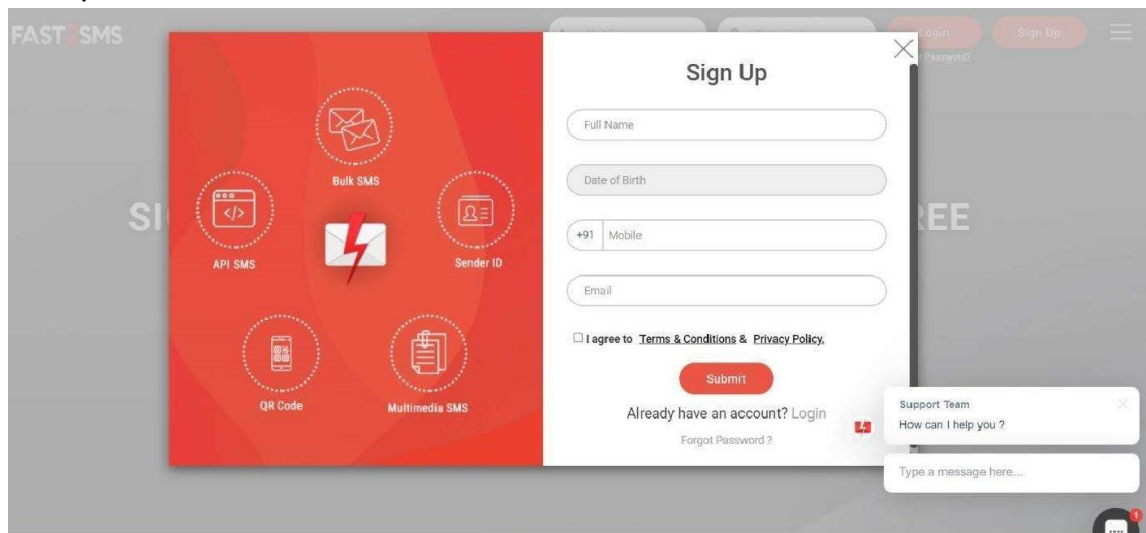 FAST2SMS
Login
Sign Up
Password?
SI
REE
Bulk SMS
API SMS
Sender ID
QR Code
Multimedia SMS
Sign Up
Full Name
Date of Birth
+91 Mobile
Email
I agree to Terms & Conditions & Privacy Policy.
Submit
Already have an account? Login
Forgot Password ?
Support Team
How can I help you ?
Type a message here...
1